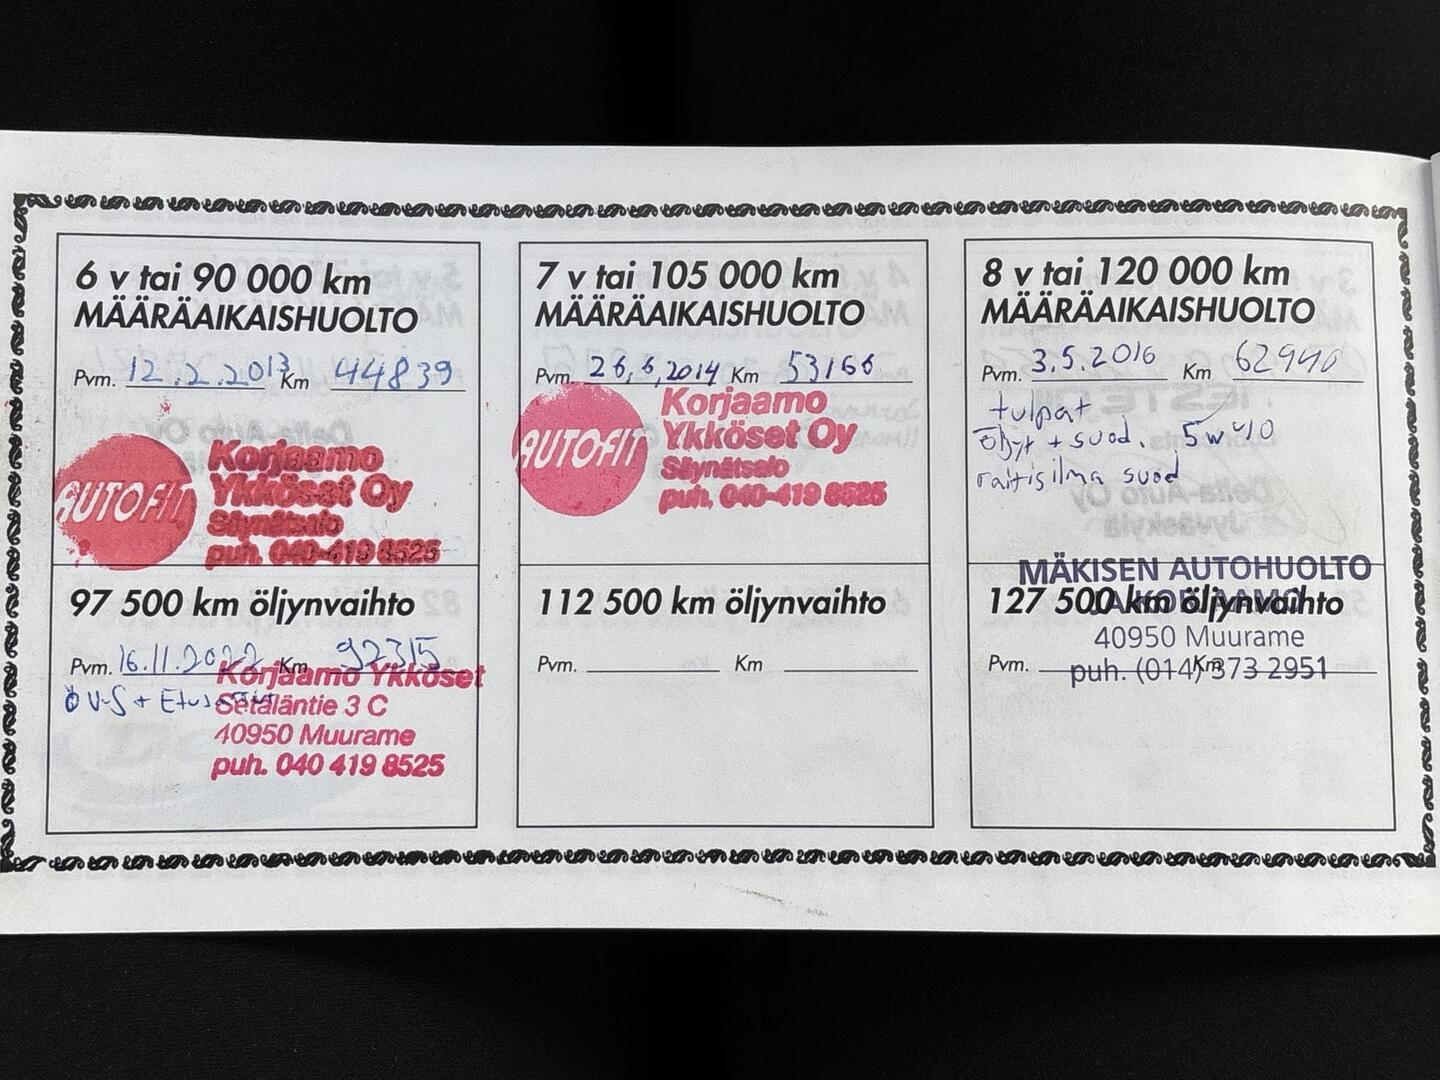 6 v tai 90 000 km
MÄÄRÄAIKAISHUOLTO
Pvm. 12.2.2013 Km 44839
AUTOFIT
Korjaamo
Ykköset Oy
Säynätsalo
puh. 040-419 8525
97 500 km öljynvaihto
Pvm. 16.11.2022 Km 92315
Korjaamo Ykköset
Setäläntie 3 C
40950 Muurame
puh. 040 419 8525
7 v tai 105 000 km
MÄÄRÄAIKAISHUOLTO
Pvm. 26.6.2014 Km 53166
AUTOFIT
Korjaamo
Ykköset Oy
Säynätsalo
puh. 040-419 8525
112 500 km öljynvaihto
Pvm. Km
8 v tai 120 000 km
MÄÄRÄAIKAISHUOLTO
Pvm. 3.5.2016 Km 62940
tulpat
Öljyt + suod. 5w40
raitisilma suod
MÄKISEN AUTOHUOLTO
127 500 km öljynvaihto
40950 Muurame
Pvm. Km
puh. (014) 373 2951